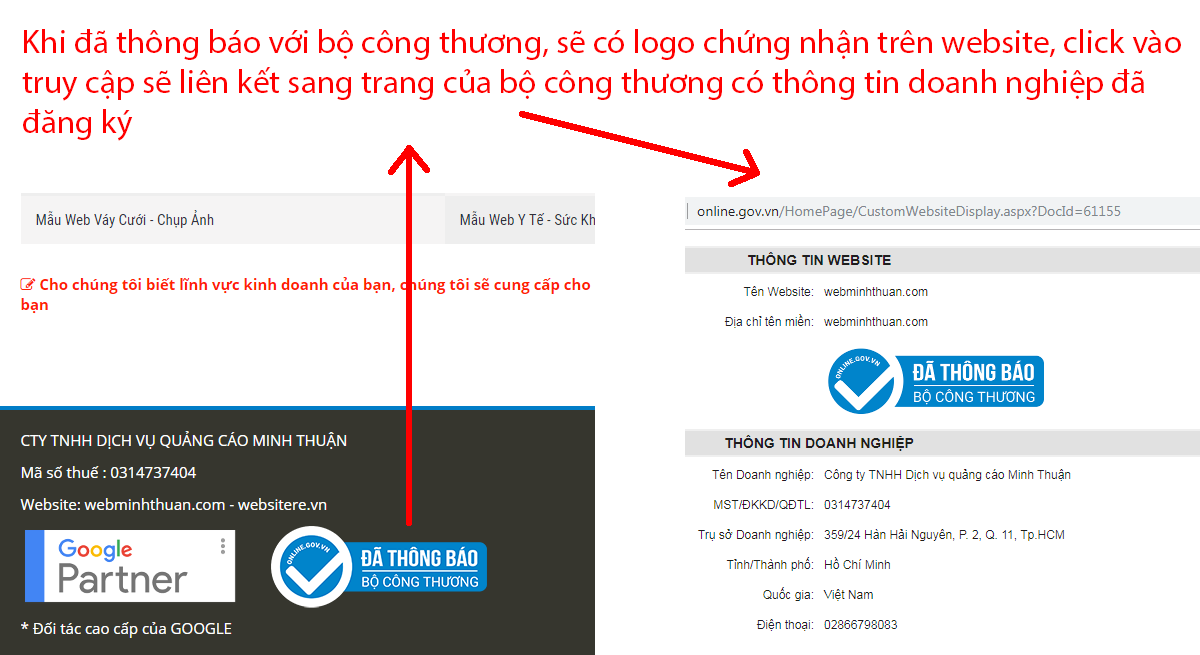 Khi đã thông báo với bộ công thương, sẽ có logo chứng nhận trên website, click vào
truy cập sẽ liên kết sang trang của bộ công thương có thông tin doanh nghiệp đã
đăng ký
Mẫu Web Váy Cưới - Chụp Ảnh
Mẫu Web Y Tế - Sức Kh
Cho chúng tôi biết lĩnh vực kinh doanh của bạn, chúng tôi sẽ cung cấp cho
bạn
CTY TNHH DỊCH VỤ QUẢNG CÁO MINH THUẬN
Mã số thuế : 0314737404
Website: webminhthuan.com - websitere.vn
Google
Partner
ONLINE.GOV.VN
ĐÃ THÔNG BÁO
BỘ CÔNG THƯƠNG
* Đối tác cao cấp của GOOGLE
online.gov.vn/HomePage/CustomWebsiteDisplay.aspx?DocId=61155
THÔNG TIN WEBSITE
Tên Website: webminhthuan.com
Địa chỉ tên miền: webminhthuan.com
ONLINE.GOV.VN
ĐÃ THÔNG BÁO
BỘ CÔNG THƯƠNG
THÔNG TIN DOANH NGHIỆP
Tên Doanh nghiệp: Công ty TNHH Dịch vụ quảng cáo Minh Thuận
MST/ĐKKD/QĐTL: 0314737404
Trụ sở Doanh nghiệp: 359/24 Hàn Hải Nguyên, P. 2, Q. 11, Tp.HCM
Tỉnh/Thành phố: Hồ Chí Minh
Quốc gia: Việt Nam
Điện thoại: 02866798083